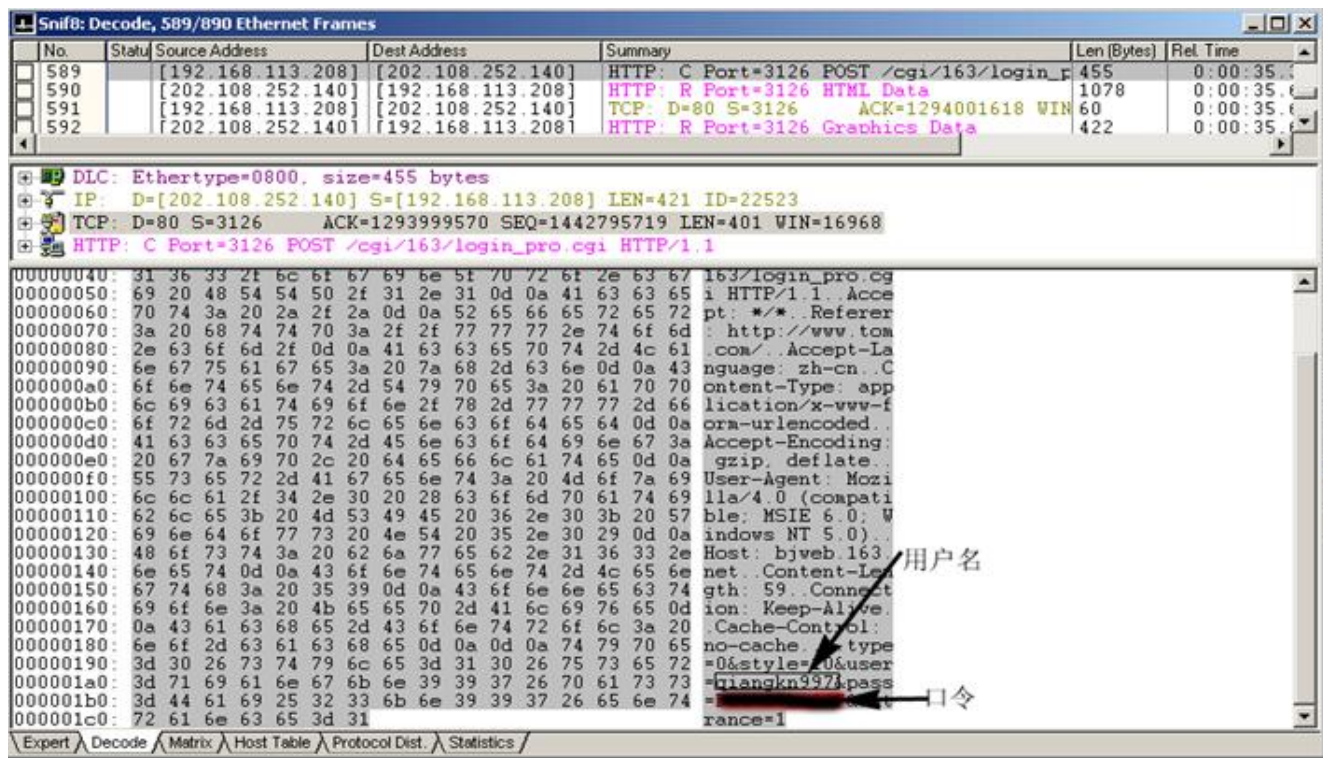 Snif8: Decode, 589/890 Ethernet Frames
No. Statu Source Address Dest Address Summary Len (Bytes) Rel. Time
589 [192.168.113.208] [202.108.252.140] HTTP: C Port=3126 POST /cgi/163/login_p 455 0:00:35.
590 [202.108.252.140] [192.168.113.208] HTTP: R Port=3126 HTML Data 1078 0:00:35.
591 [192.168.113.208] [202.108.252.140] TCP: D=80 S=3126 ACK=1294001618 WIN 60 0:00:35.
592 [202.108.252.140] [192.168.113.208] HTTP: R Port=3126 Graphics Data 422 0:00:35.
DLC: Ethertype=0800, size=455 bytes
IP: D=[202.108.252.140] S=[192.168.113.208] LEN=421 ID=22523
TCP: D=80 S=3126 ACK=1293999570 SEQ=1442795719 LEN=401 WIN=16968
HTTP: C Port=3126 POST /cgi/163/login_pro.cgi HTTP/1.1
00000040: 31 36 33 2f 6c 6f 67 69 6e 5f 70 72 6f 2e 63 67 163/login_pro.cg
00000050: 69 20 48 54 54 50 2f 31 2e 31 0d 0a 41 63 63 65 i HTTP/1.1..Acce
00000060: 70 74 3a 20 2a 2f 2a 0d 0a 52 65 66 65 72 65 72 pt: */*..Referer
00000070: 3a 20 68 74 74 70 3a 2f 2f 77 77 77 2e 74 6f 6d : http://www.tom
00000080: 2e 63 6f 6d 2f 0d 0a 41 63 63 65 70 74 2d 4c 61 .com/..Accept-La
00000090: 6e 67 75 61 67 65 3a 20 7a 68 2d 63 6e 0d 0a 43 nguage: zh-cn..C
000000a0: 6f 6e 74 65 6e 74 2d 54 79 70 65 3a 20 61 70 70 ontent-Type: app
000000b0: 6c 69 63 61 74 69 6f 6e 2f 78 2d 77 77 77 2d 66 lication/x-www-f
000000c0: 6f 72 6d 2d 75 72 6c 65 6e 63 6f 64 65 64 0d 0a orm-urlencoded..
000000d0: 41 63 63 65 70 74 2d 45 6e 63 6f 64 69 6e 67 3a Accept-Encoding:
000000e0: 20 67 7a 69 70 2c 20 64 65 66 6c 61 74 65 0d 0a gzip, deflate..
000000f0: 55 73 65 72 2d 41 67 65 6e 74 3a 20 4d 6f 7a 69 User-Agent: Mozi
00000100: 6c 6c 61 2f 34 2e 30 20 28 63 6f 6d 70 61 74 69 lla/4.0 (compati
00000110: 62 6c 65 3b 20 4d 53 49 45 20 36 2e 30 3b 20 57 ble; MSIE 6.0; W
00000120: 69 6e 64 6f 77 73 20 4e 54 20 35 2e 30 29 0d 0a indows NT 5.0)..
00000130: 48 6f 73 74 3a 20 62 6a 77 65 62 2e 31 36 33 2e Host: bjweb.163.
用户名
00000140: 6e 65 74 0d 0a 43 6f 6e 74 65 6e 74 2d 4c 65 6e net..Content-Len
00000150: 67 74 68 3a 20 35 39 0d 0a 43 6f 6e 6e 65 63 74 gth: 59..Connect
00000160: 69 6f 6e 3a 20 4b 65 65 70 2d 41 6c 69 76 65 0d ion: Keep-Alive.
00000170: 0a 43 61 63 68 65 2d 43 6f 6e 74 72 6f 6c 3a 20 .Cache-Control:
00000180: 6e 6f 2d 63 61 63 68 65 0d 0a 0d 0a 74 79 70 65 no-cache....type
00000190: 3d 30 26 73 74 79 6c 65 3d 31 30 26 75 73 65 72 =0&style=10&user
000001a0: 3d 71 69 61 6e 67 6b 6e 39 39 37 26 70 61 73 73 =qiangkn997&pass
000001b0: 3d 44 61 69 25 32 33 6b 6e 39 39 37 26 65 6e 74 =
口令
000001c0: 72 61 6e 63 65 3d 31 rance=1
Expert Decode Matrix Host Table Protocol Dist. Statistics